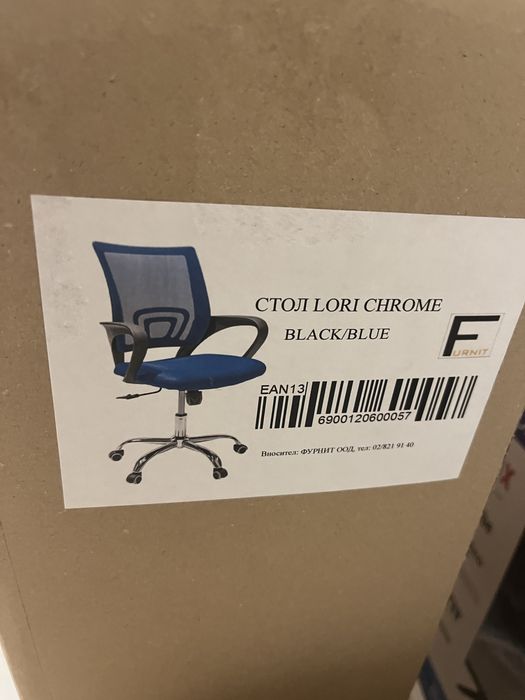 СТОЛ LORI CHROME
BLACK/BLUE
FURNIT
EAN13
6900120600057
Вносител: ФУРНИТ ООД, тел: 02/821 91 40